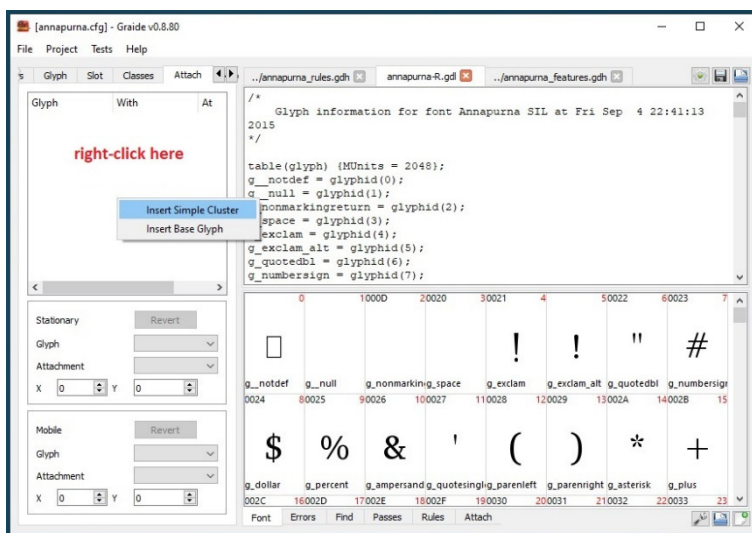 [annapurna.cfg] - Graide v0.8.80
File Project Tests Help
Glyph Slot Classes Attach
Glyph With At
right-click here
Insert Simple Cluster
Insert Base Glyph
Stationary Revert
Glyph
Attachment
X 0 Y 0
Mobile Revert
Glyph
Attachment
X 0 Y 0
../annapurna_rules.gdh annapurna-R.gdl ../annapurna_features.gdh
/*
Glyph information for font Annapurna SIL at Fri Sep 4 22:41:13
2015
*/
table(glyph) {MUnits = 2048};
g__notdef = glyphid(0);
g__null = glyphid(1);
g_nonmarkingreturn = glyphid(2);
g_space = glyphid(3);
g_exclam = glyphid(4);
g_exclam_alt = glyphid(5);
g_quotedbl = glyphid(6);
g_numbersign = glyphid(7);
0 1 000D 2 0020 3 0021 4 5 0022 6 0023 7
! ! " #
g__notdef g__null g_nonmarkin g_space g_exclam g_exclam_alt g_quotedbl g_numbersign
0024 8 0025 9 0026 10 0027 11 0028 12 0029 13 002A 14 002B 15
$ % & ' ( ) * +
g_dollar g_percent g_ampersand g_quotesingl g_parenleft g_parenright g_asterisk g_plus
002C 16 002D 17 002E 18 002F 19 0030 20 0031 21 0032 22 0033 23
Font Errors Find Passes Rules Attach